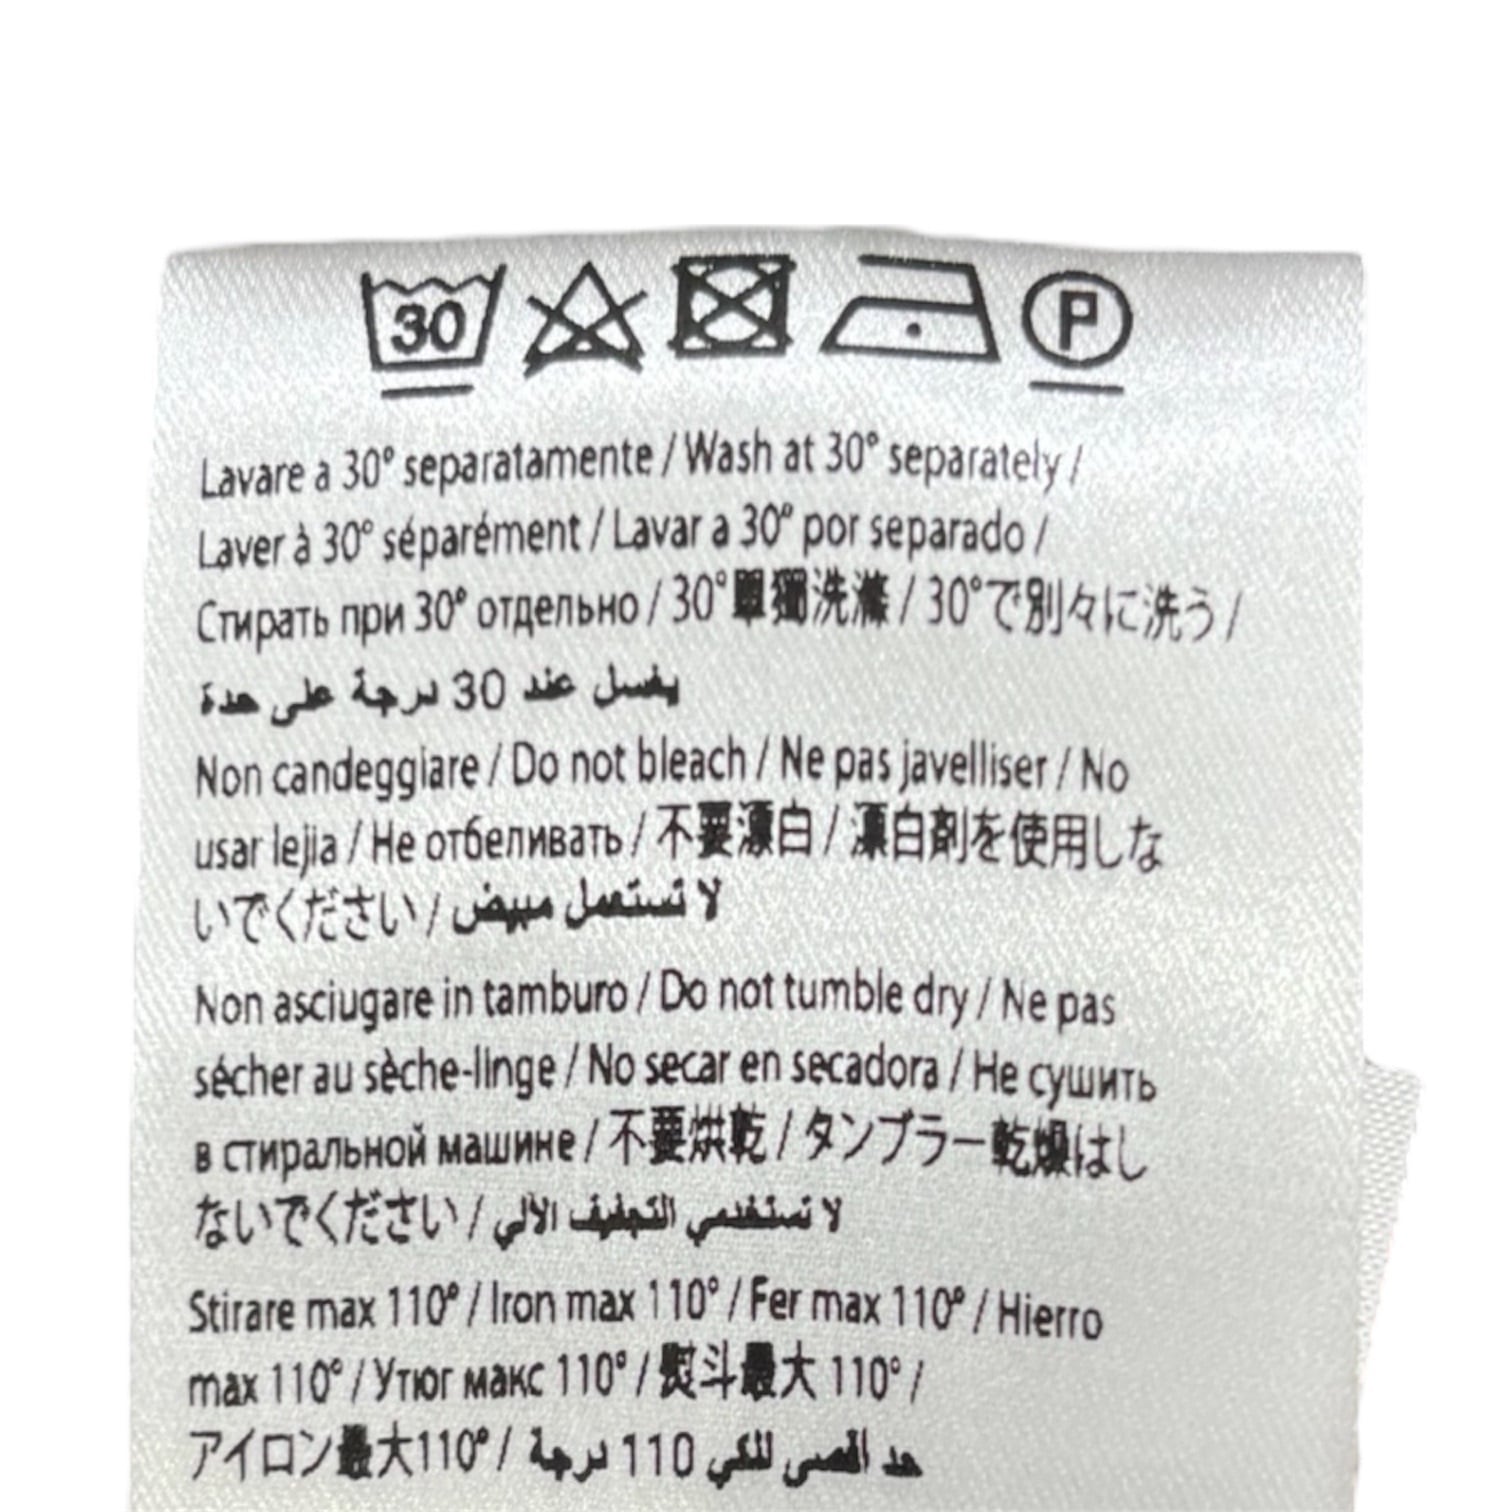 30 P
Lavare a 30° separatamente / Wash at 30° separately /
Laver à 30° séparément / Lavar a 30° por separado /
Стирать при 30° отдельно / 30°單獨洗滌 / 30°で別々に洗う /
يغسل عند 30 درجة على حدة
Non candeggiare / Do not bleach / Ne pas javelliser / No
usar lejia / Не отбеливать / 不要漂白 / 漂白剤を使用しな
いでください / لا تستعمل مبيض
Non asciugare in tamburo / Do not tumble dry / Ne pas
sécher au sèche-linge / No secar en secadora / Не сушить
в стиральной машине / 不要烘乾 / タンブラー乾燥はし
ないでください / لا تستخدمي التجفيف الالي
Stirare max 110° / Iron max 110° / Fer max 110° / Hierro
max 110° / Утюг макс 110° / 熨斗最大 110° /
アイロン最大110° / حد اقصى للكي 110 درجة